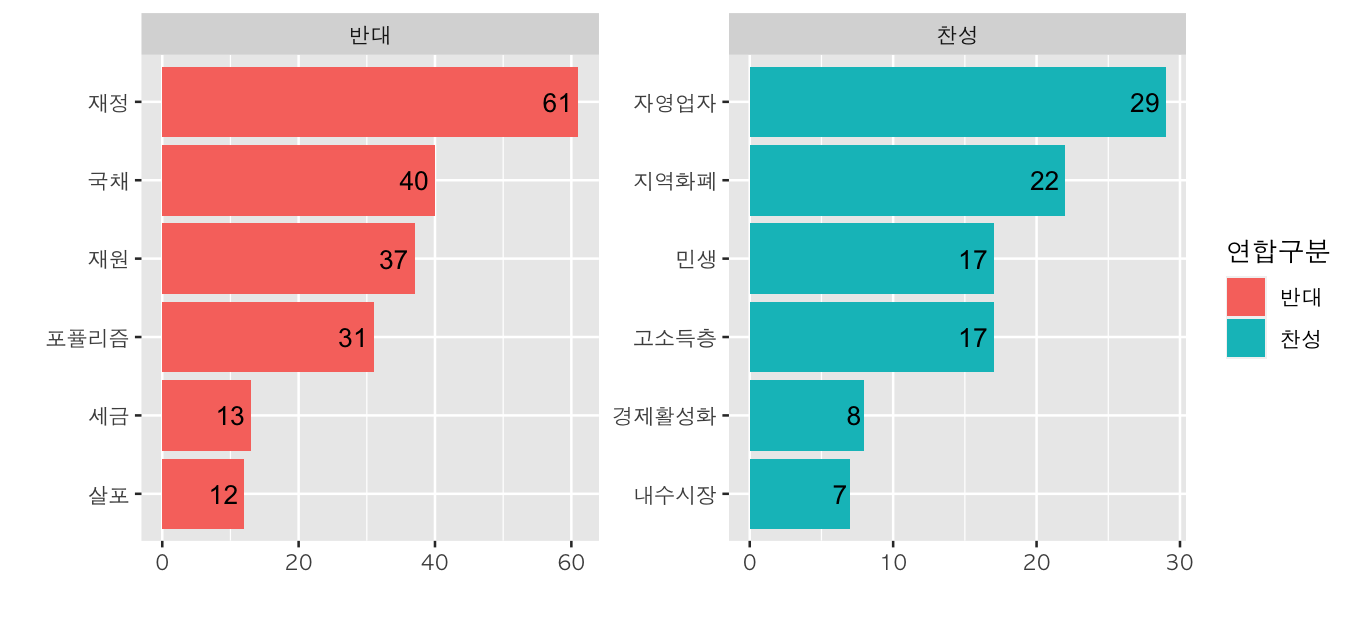 반대
재정 61
국채 40
재원 37
포퓰리즘 31
세금 13
살포 12
0 20 40 60
찬성
자영업자 29
지역화폐 22
민생 17
고소득층 17
경제활성화 8
내수시장 7
0 10 20 30
연합구분
반대
찬성